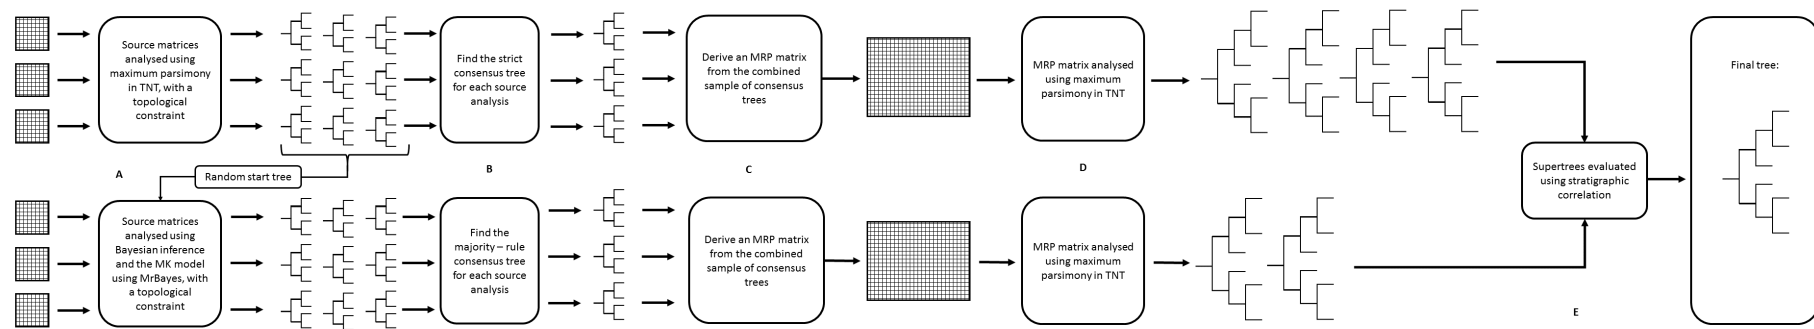 Source matrices
analysed using
maximum parsimony
in TNT, with a
topological
constraint
Find the strict
consensus tree
for each source
analysis
Derive an MRP matrix
from the combined
sample of consensus
trees
MRP matrix analysed
using maximum
parsimony in TNT
Final tree:
A
Random start tree
B
C
D
Supertrees evaluated
using stratigraphic
correlation
Source matrices
analysed using
Bayesian inference
and the MK model
using MrBayes, with
a topological
constraint
Find the
majority – rule
consensus tree
for each source
analysis
Derive an MRP matrix
from the combined
sample of consensus
trees
MRP matrix analysed
using maximum
parsimony in TNT
E